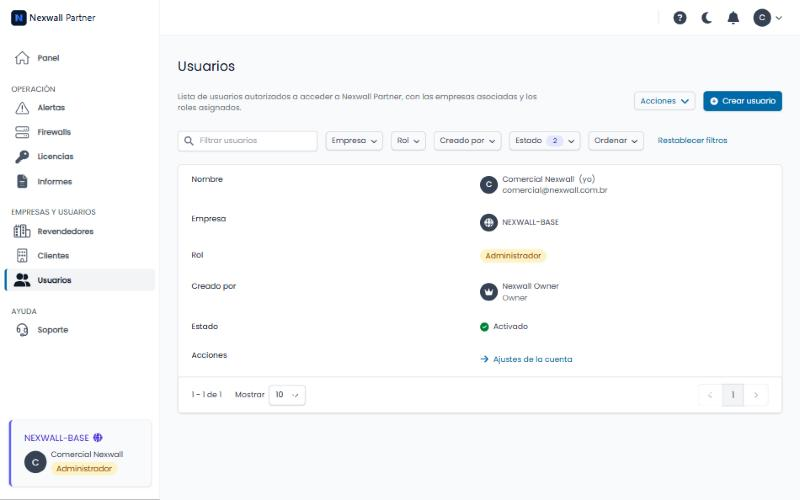 N Nexwall Partner
C
Panel
OPERACIÓN
Alertas
Firewalls
Licencias
Informes
EMPRESAS Y USUARIOS
Revendedores
Clientes
Usuarios
AYUDA
Soporte
NEXWALL-BASE
C Comercial Nexwall
Administrador
Usuarios
Lista de usuarios autorizados a acceder a Nexwall Partner, con las empresas asociadas y los
roles asignados.
Acciones
Crear usuario
Filtrar usuarios
Empresa
Rol
Creado por
Estado 2
Ordenar
Restablecer filtros
Nombre
C Comercial Nexwall (yo)
comercial@nexwall.com.br
Empresa
NEXWALL-BASE
Rol
Administrador
Creado por
Nexwall Owner
Owner
Estado
Activado
Acciones
Ajustes de la cuenta
1 - 1 de 1 Mostrar 10
1